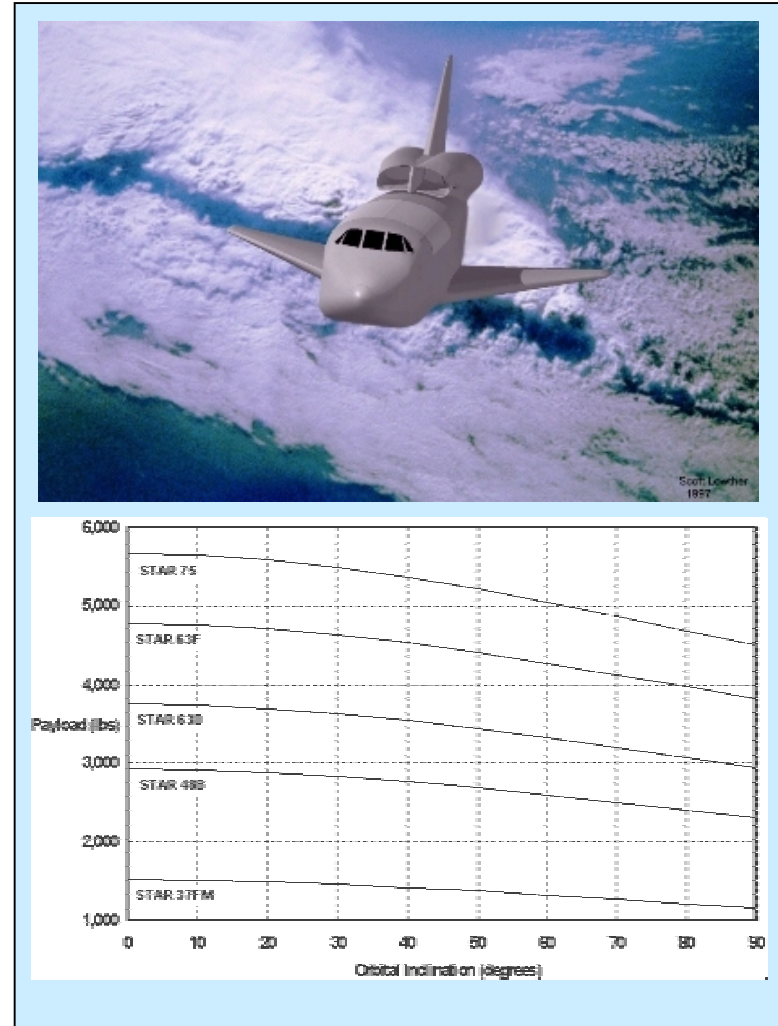 Scott Lowther
1997
6,000
STAR 75
5,000
STAR 63F
4,000
Payload (lbs)
STAR 63D
3,000
STAR 48B
2,000
STAR 37FM
1,000
0 10 20 30 40 50 60 70 80 90
Orbital Inclination (degrees)